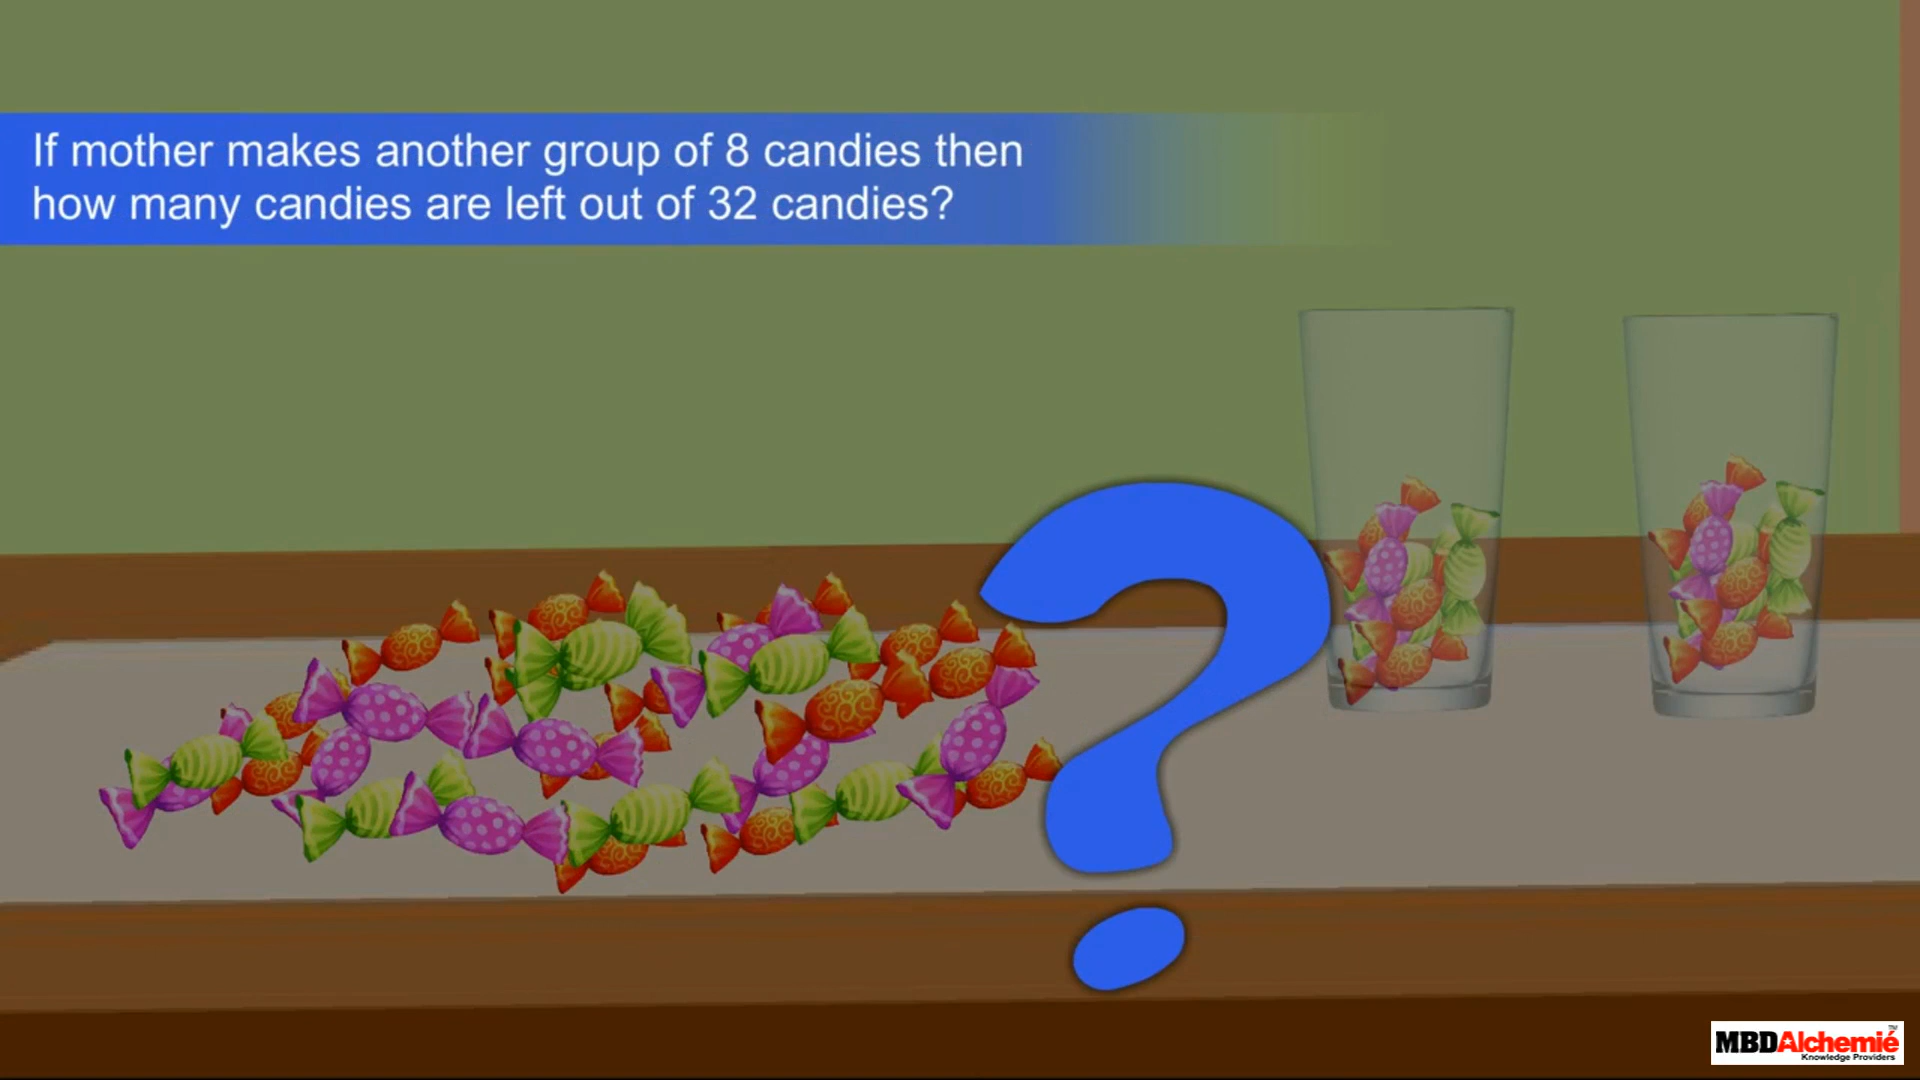 If mother makes another group of 8 candies then
how many candies are left out of 32 candies?
MBDAlchemié™
Knowledge Providers